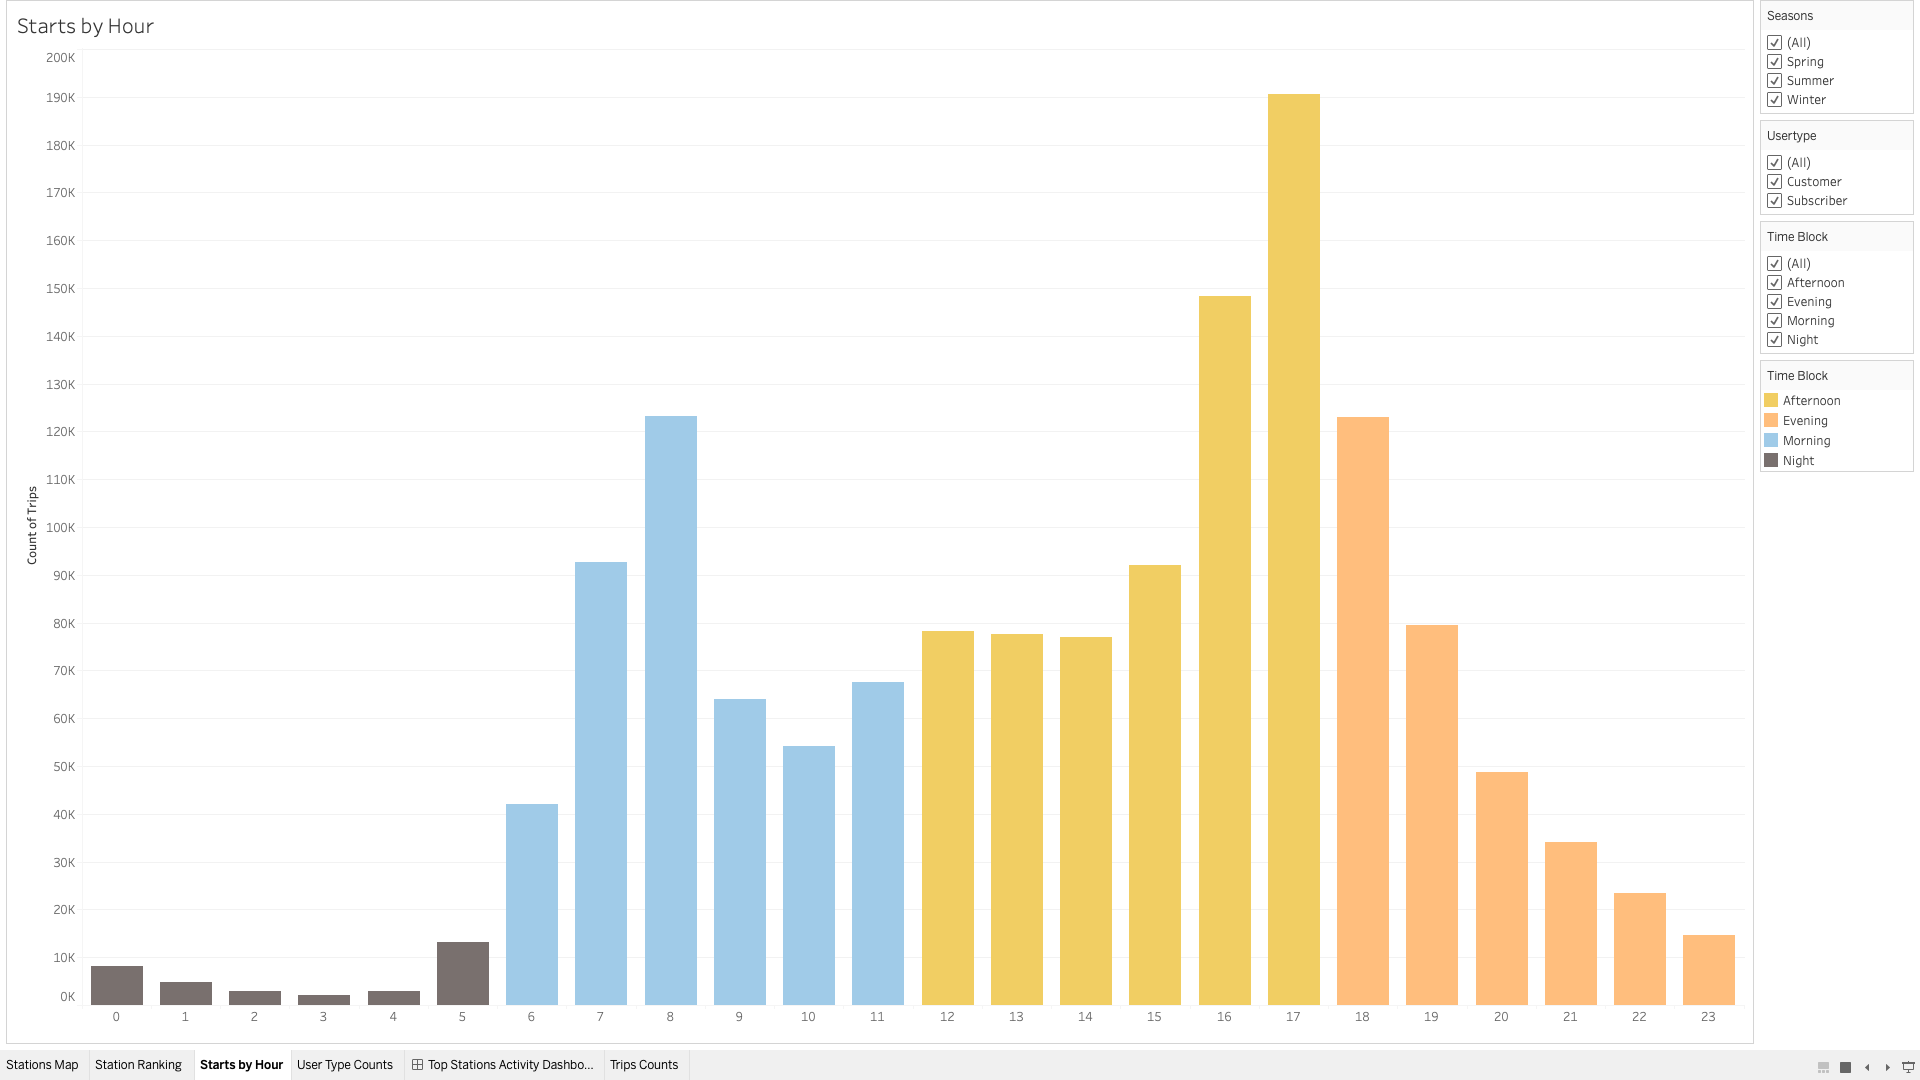 Starts by Hour
200K
190K
180K
170K
160K
150K
140K
130K
120K
110K
100K
90K
80K
70K
60K
50K
40K
30K
20K
10K
0K
Count of Trips
0 1 2 3 4 5 6 7 8 9 10 11 12 13 14 15 16 17 18 19 20 21 22 23
Seasons
(All)
Spring
Summer
Winter
Usertype
(All)
Customer
Subscriber
Time Block
(All)
Afternoon
Evening
Morning
Night
Time Block
Afternoon
Evening
Morning
Night
Stations Map Station Ranking Starts by Hour User Type Counts Top Stations Activity Dashbo... Trips Counts